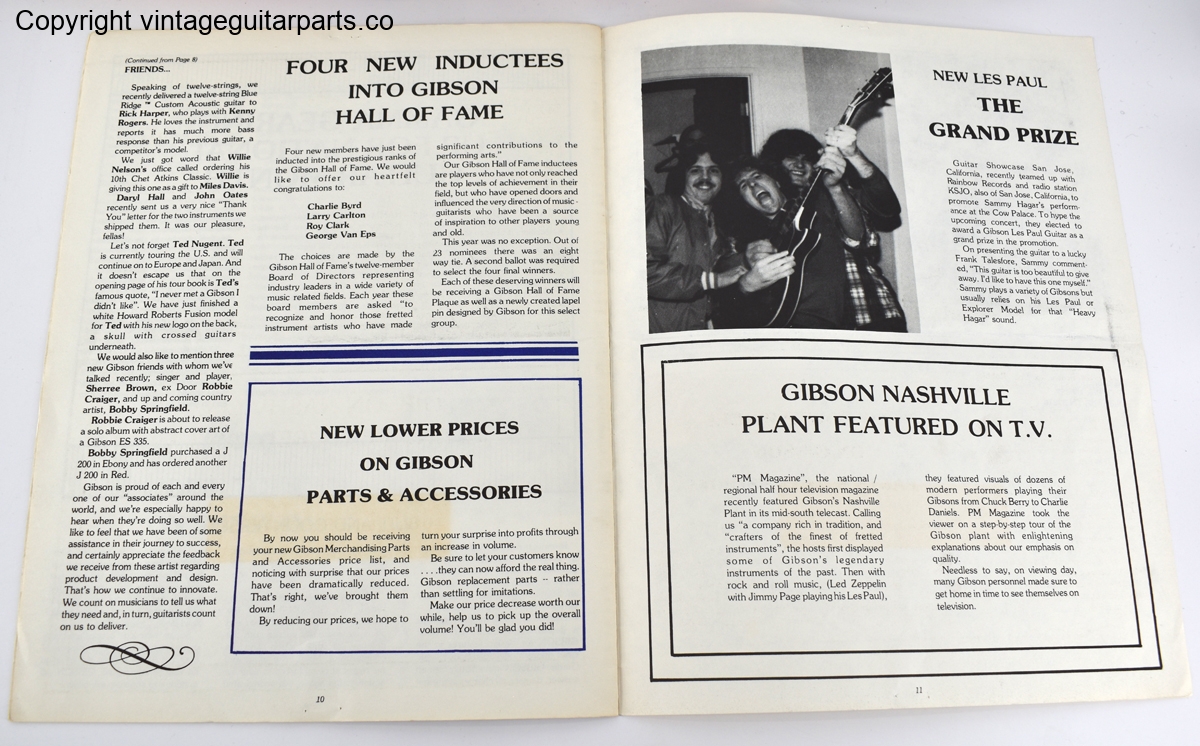 Copyright vintageguitarparts.co
(Continued from Page 8)
FRIENDS...
Speaking of twelve-strings, we
recently delivered a twelve-string Blue
Ridge ™ Custom Acoustic guitar to
Rick Harper, who plays with Kenny
Rogers. He loves the instrument and
reports it has much more bass
response than his previous guitar, a
competitor's model.
We just got word that Willie
Nelson's office called ordering his
10th Chet Atkins Classic. Willie is
giving this one as a gift to Miles Davis.
Daryl Hall and John Oates
recently sent us a very nice "Thank
You" letter for the two instruments we
shipped them. It was our pleasure,
fellas!
Let's not forget Ted Nugent. Ted
is currently touring the U.S. and will
continue on to Europe and Japan. And
it doesn't escape us that on the
opening page of his tour book is Ted's
famous quote, "I never met a Gibson I
didn't like". We have just finished a
white Howard Roberts Fusion model
for Ted with his new logo on the back,
a skull with crossed guitars
underneath.
We would also like to mention three
new Gibson friends with whom we've
talked recently; singer and player,
Sherree Brown, ex Door Robbie
Craiger, and up and coming country
artist, Bobby Springfield.
Robbie Craiger is about to release
a solo album with abstract cover art of
a Gibson ES 335.
Bobby Springfield purchased a J
200 in Ebony and has ordered another
J 200 in Red.
Gibson is proud of each and every
one of our "associates" around the
world, and we're especially happy to
hear when they're doing so well. We
like to feel that we have been of some
assistance in their journey to success,
and certainly appreciate the feedback
we receive from these artist regarding
product development and design.
That's how we continue to innovate.
We count on musicians to tell us what
they need and, in turn, guitarists count
on us to deliver.
FOUR NEW INDUCTEES
INTO GIBSON
HALL OF FAME
Four new members have just been
inducted into the prestigious ranks of
the Gibson Hall of Fame. We would
like to offer our heartfelt
congratulations to:
Charlie Byrd
Larry Carlton
Roy Clark
George Van Eps
The choices are made by the
Gibson Hall of Fame's twelve-member
Board of Directors representing
industry leaders in a wide variety of
music related fields. Each year these
board members are asked "to
recognize and honor those fretted
instrument artists who have made
significant contributions to the
performing arts."
Our Gibson Hall of Fame inductees
are players who have not only reached
the top levels of achievement in their
field, but who have opened doors and
influenced the very direction of music -
guitarists who have been a source
of inspiration to other players young
and old.
This year was no exception. Out of
23 nominees there was an eight
way tie. A second ballot was required
to select the four final winners.
Each of these deserving winners will
be receiving a Gibson Hall of Fame
Plaque as well as a newly created lapel
pin designed by Gibson for this select
group.
NEW LOWER PRICES
ON GIBSON
PARTS & ACCESSORIES
By now you should be receiving
your new Gibson Merchandising Parts
and Accessories price list, and
noticing with surprise that our prices
have been dramatically reduced.
That's right, we've brought them
down!
By reducing our prices, we hope to
turn your surprise into profits through
an increase in volume.
Be sure to let your customers know
. . . .they can now afford the real thing.
Gibson replacement parts -- rather
than settling for imitations.
Make our price decrease worth our
while, help us to pick up the overall
volume! You'll be glad you did!
10
NEW LES PAUL
THE
GRAND PRIZE
Guitar Showcase San Jose,
California, recently teamed up with
Rainbow Records and radio station
KSJO, also of San Jose, California, to
promote Sammy Hagar's perform-
ance at the Cow Palace. To hype the
upcoming concert, they elected to
award a Gibson Les Paul Guitar as a
grand prize in the promotion.
On presenting the guitar to a lucky
Frank Talesfore, Sammy comment-
ed, "This guitar is too beautiful to give
away. I'd like to have this one myself."
Sammy plays a variety of Gibsons but
usually relies on his Les Paul or
Explorer Model for that "Heavy
Hagar" sound.
GIBSON NASHVILLE
PLANT FEATURED ON T.V.
"PM Magazine", the national /
regional half hour television magazine
recently featured Gibson's Nashville
Plant in its mid-south telecast. Calling
us "a company rich in tradition, and
"crafters of the finest of fretted
instruments", the hosts first displayed
some of Gibson's legendary
instruments of the past. Then with
rock and roll music, (Led Zeppelin
with Jimmy Page playing his Les Paul),
they featured visuals of dozens of
modern performers playing their
Gibsons from Chuck Berry to Charlie
Daniels. PM Magazine took the
viewer on a step-by-step tour of the
Gibson plant with enlightening
explanations about our emphasis on
quality.
Needless to say, on viewing day,
many Gibson personnel made sure to
get home in time to see themselves on
television.
11